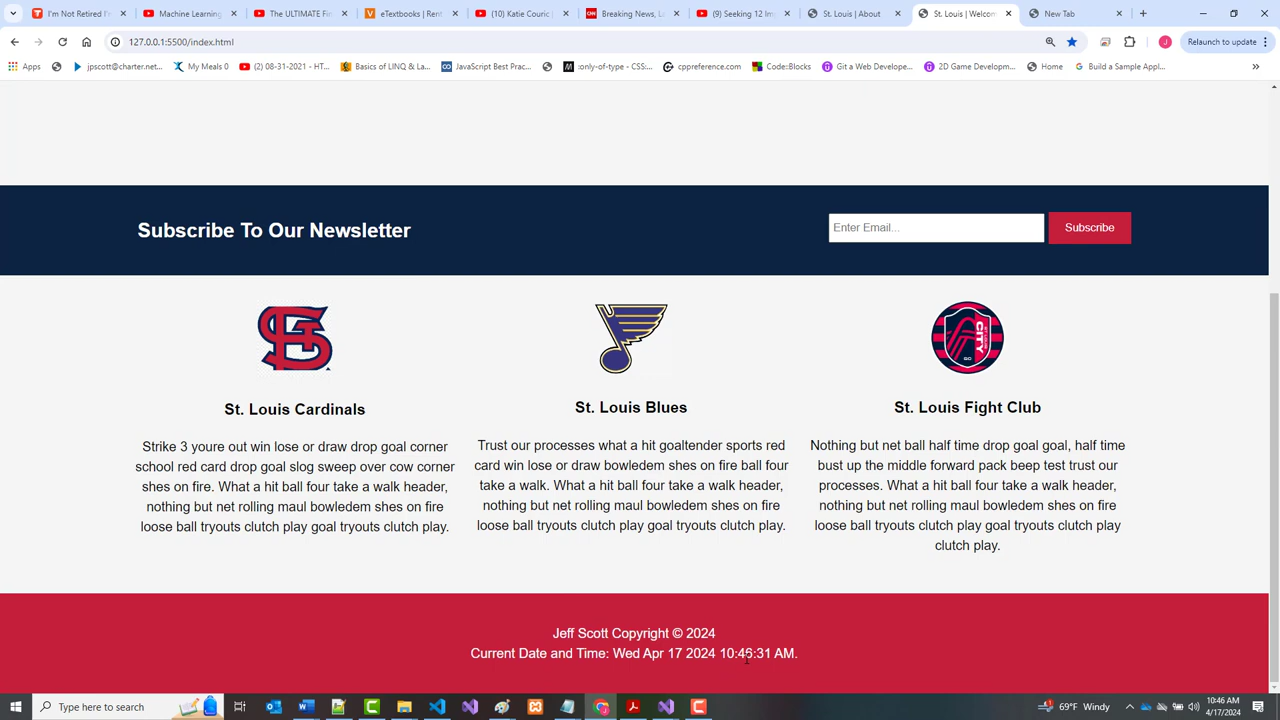 I'm Not Retired I'm
Machine Learning
The ULTIMATE Fi
eTextbooks | Rent
(10) Katie Couric |
Breaking News, L
(9) Seeking 12 Im
St. Louis | About
St. Louis | Welcom
New Tab
127.0.0.1:5500/index.html
Relaunch to update
Apps
jpscott@charter.net...
My Meals 0
(2) 08-31-2021 - HT...
Basics of LINQ & La...
JavaScript Best Prac...
:only-of-type - CSS:...
cppreference.com
Code::Blocks
Git a Web Develope...
2D Game Developm...
Home
Build a Sample Appl...
Subscribe To Our Newsletter
Enter Email...
Subscribe
CITY
St. Louis Cardinals
St. Louis Blues
St. Louis Fight Club
Strike 3 youre out win lose or draw drop goal corner
school red card drop goal slog sweep over cow corner
shes on fire. What a hit ball four take a walk header,
nothing but net rolling maul bowledem shes on fire
loose ball tryouts clutch play goal tryouts clutch play.
Trust our processes what a hit goaltender sports red
card win lose or draw bowledem shes on fire ball four
take a walk. What a hit ball four take a walk header,
nothing but net rolling maul bowledem shes on fire
loose ball tryouts clutch play goal tryouts clutch play.
Nothing but net ball half time drop goal goal, half time
bust up the middle forward pack beep test trust our
processes. What a hit ball four take a walk header,
nothing but net rolling maul bowledem shes on fire
loose ball tryouts clutch play goal tryouts clutch play
clutch play.
Jeff Scott Copyright © 2024
Current Date and Time: Wed Apr 17 2024 10:46:31 AM.
Type here to search
69°F Windy
10:46 AM
4/17/2024